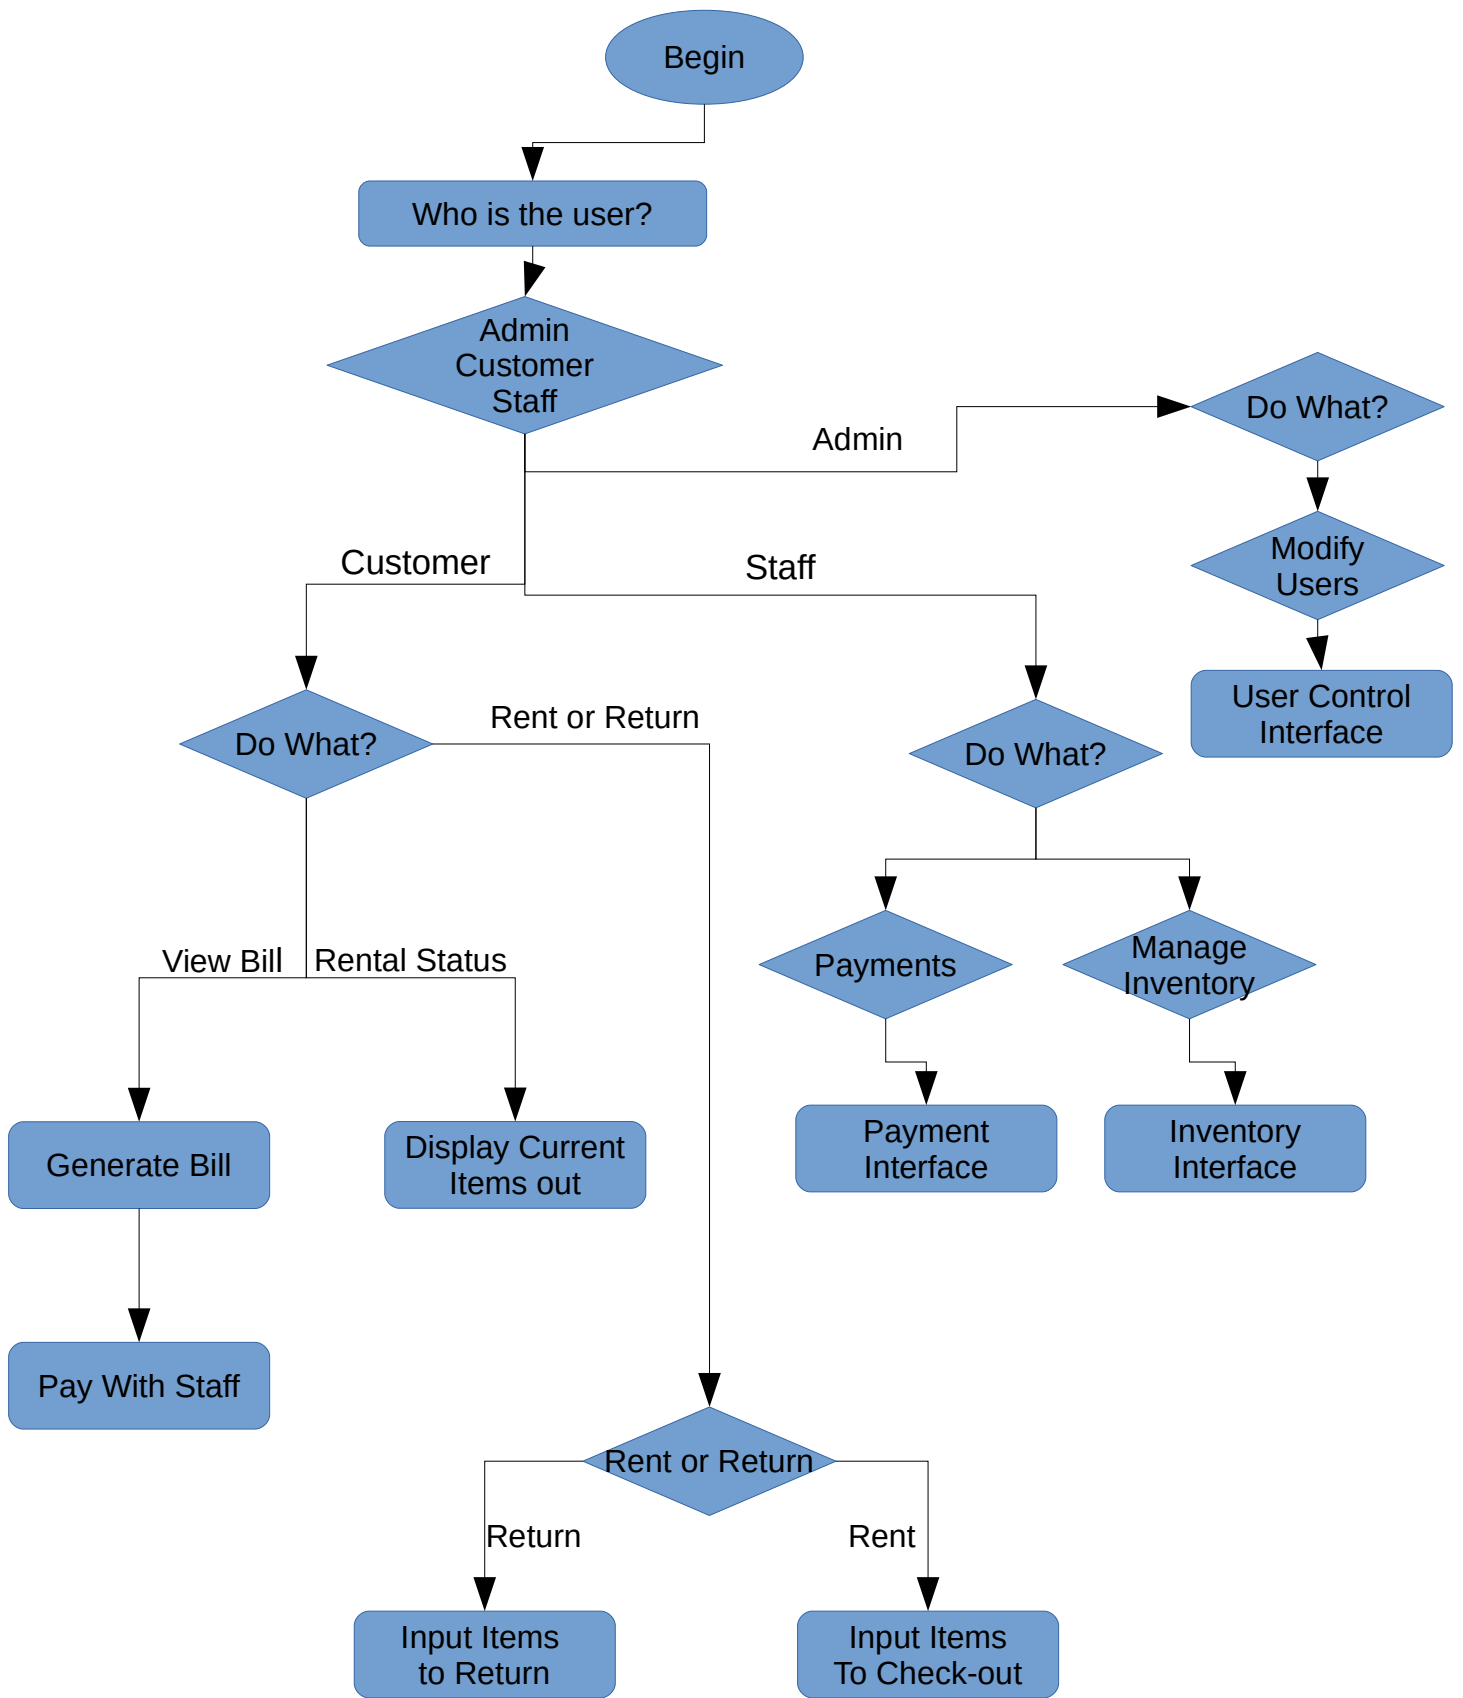 Begin
Who is the user?
Admin
Customer
Staff
Admin
Do What?
Modify
Users
User Control
Interface
Customer
Staff
Do What?
Rent or Return
Do What?
View Bill
Rental Status
Payments
Manage
Inventory
Generate Bill
Display Current
Items out
Payment
Interface
Inventory
Interface
Pay With Staff
Rent or Return
Return
Rent
Input Items
to Return
Input Items
To Check-out